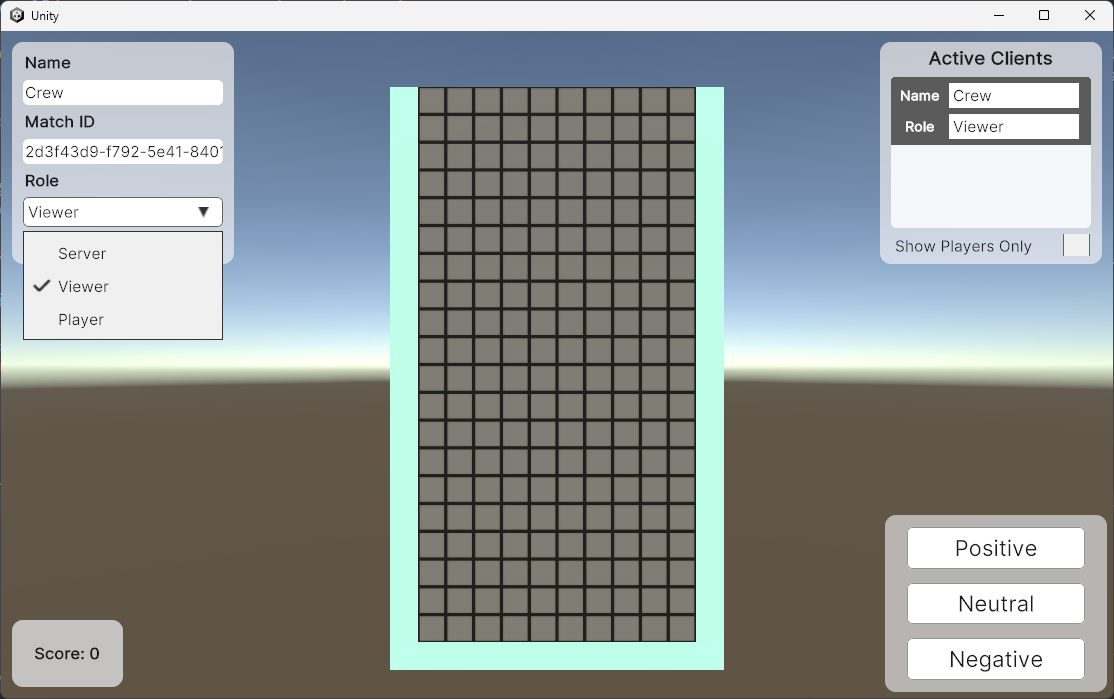 Unity
Name
Crew
Match ID
2d3f43d9-f792-5e41-840
Role
Viewer
Server
Viewer
Player
Active Clients
Name Crew
Role Viewer
Show Players Only
Score: 0
Positive
Neutral
Negative